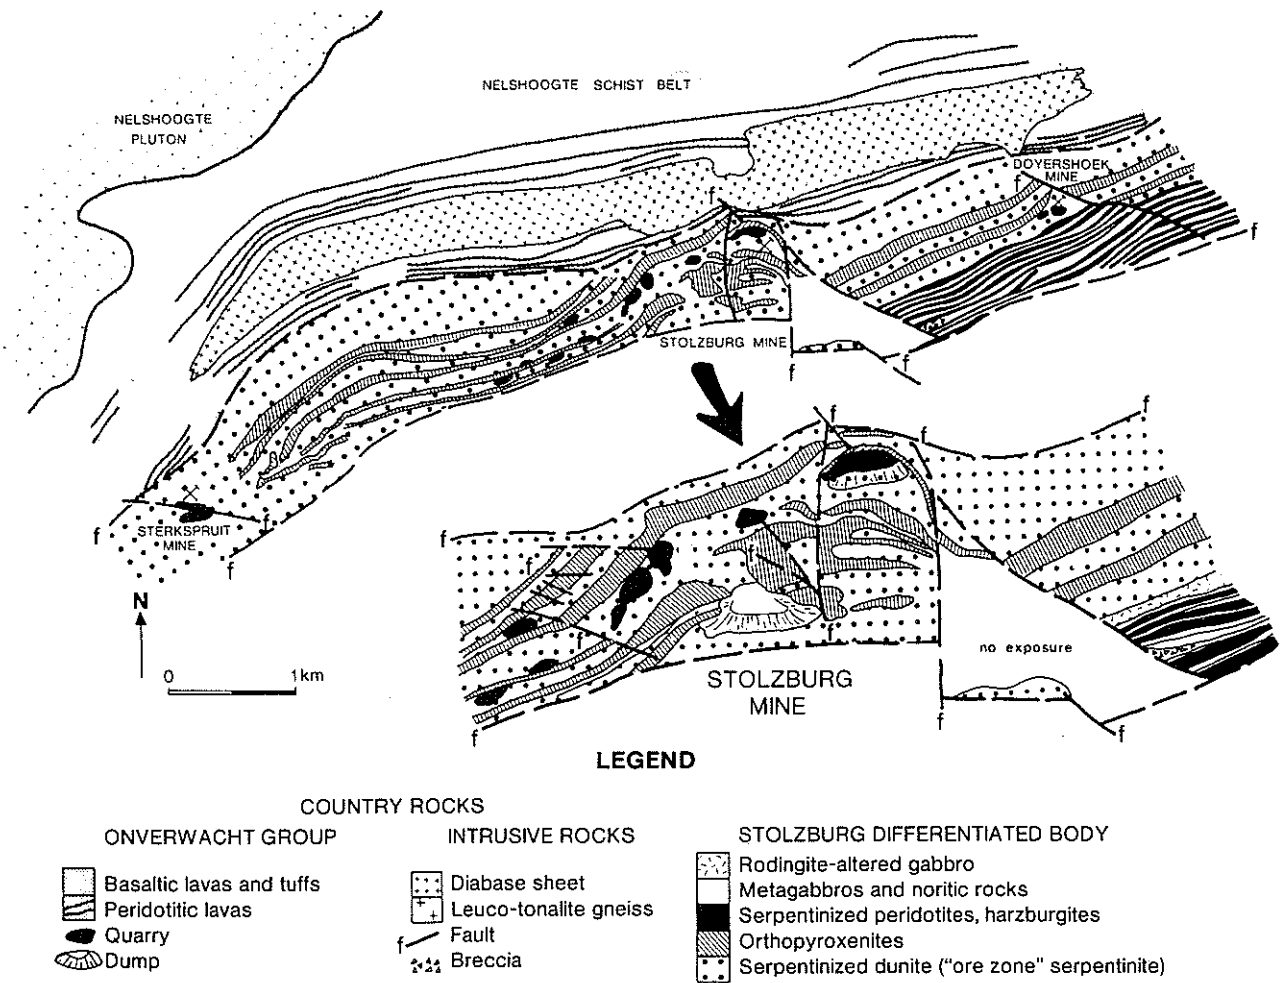 NELSHOOGTE SCHIST BELT
NELSHOOGTE
PLUTON
DOYERSHOEK
MINE
f
f
f
STOLZBURG MINE
f
f
STERKSPRUIT
MINE
f
f
f
N
0 1km
f
f
f
f
f
f
f
f
no exposure
f
f
f
STOLZBURG
MINE
LEGEND
COUNTRY ROCKS
ONVERWACHT GROUP
Basaltic lavas and tuffs
Peridotitic lavas
Quarry
Dump
INTRUSIVE ROCKS
Diabase sheet
Leuco-tonalite gneiss
f Fault
Breccia
STOLZBURG DIFFERENTIATED BODY
Rodingite-altered gabbro
Metagabbros and noritic rocks
Serpentinized peridotites, harzburgites
Orthopyroxenites
Serpentinized dunite ("ore zone" serpentinite)